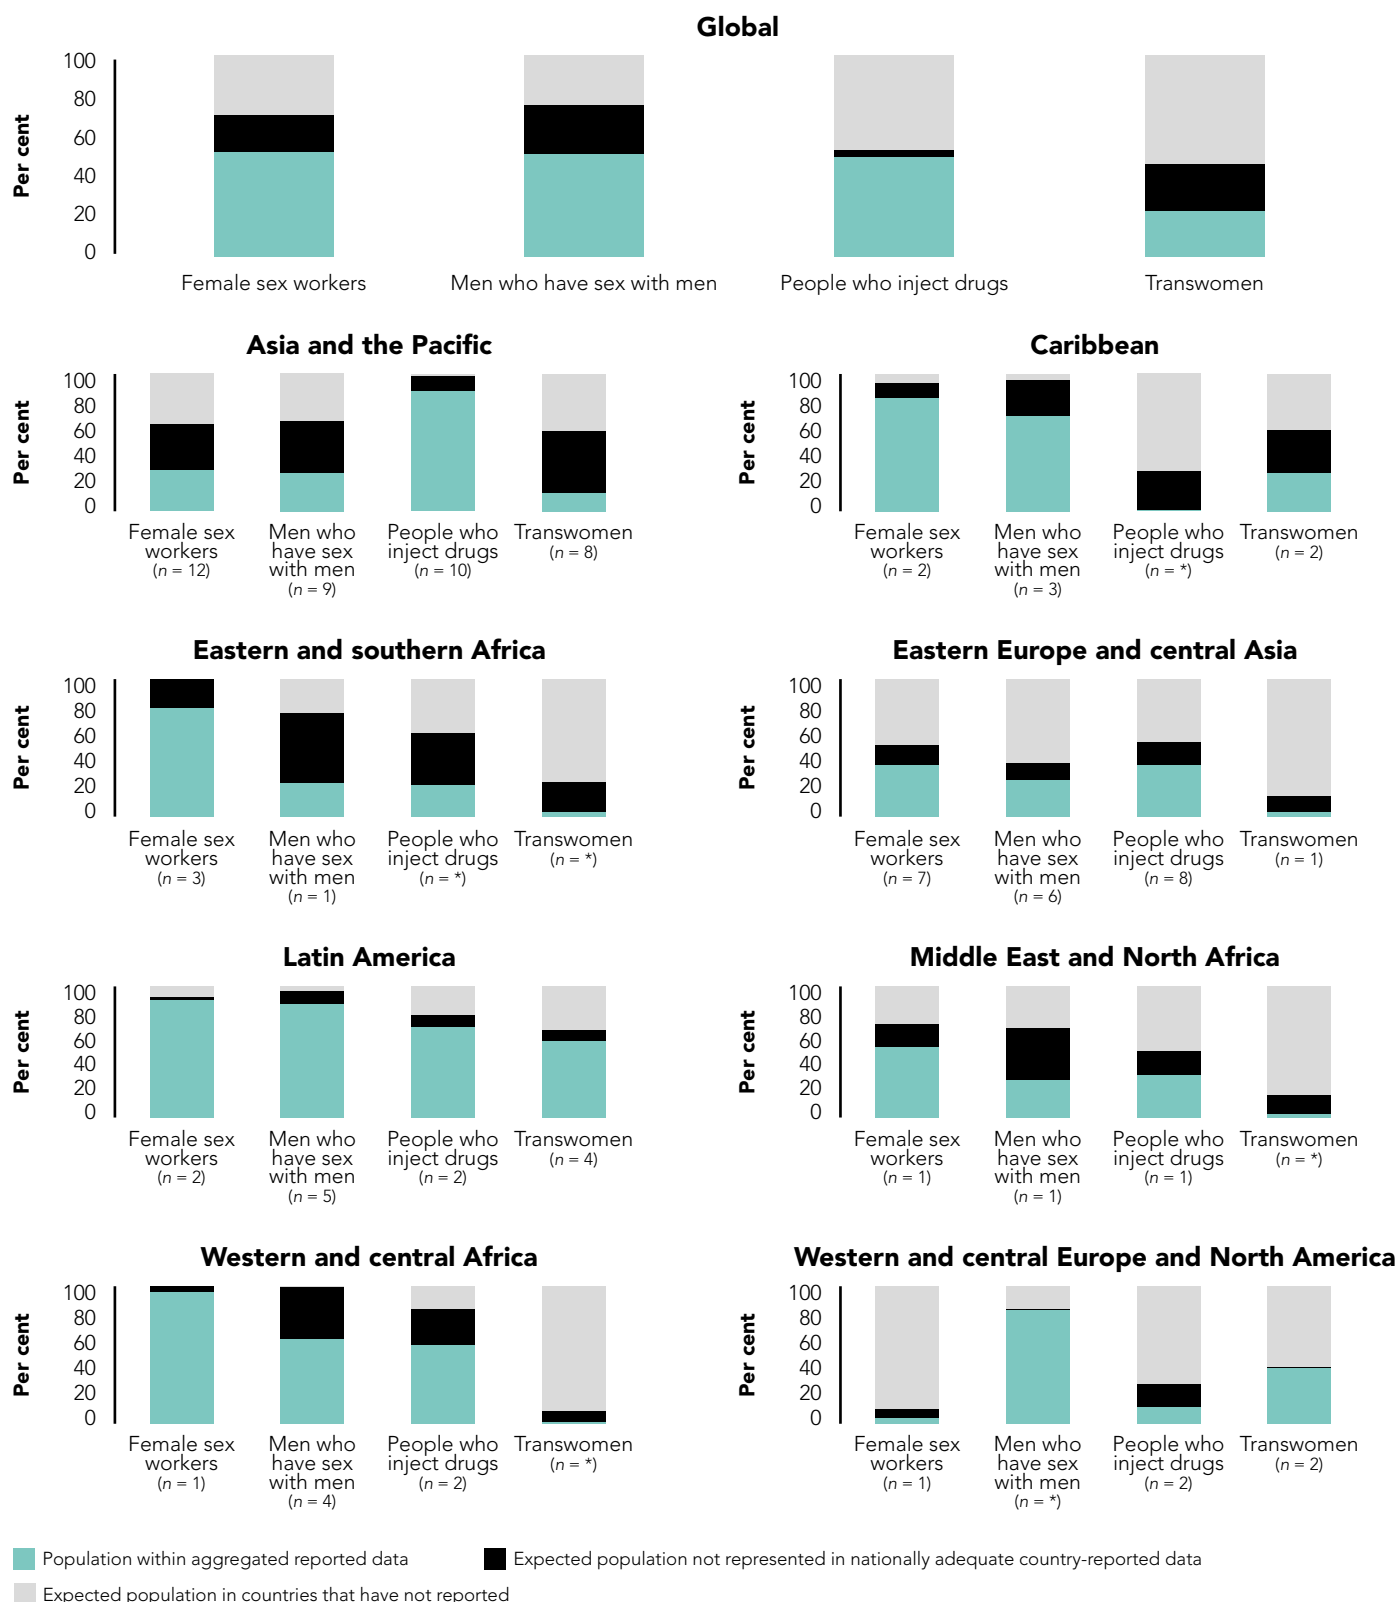 Global
Per cent
100
80
60
40
20
0
Female sex workers
Men who have sex with men
People who inject drugs
Transwomen
Asia and the Pacific
Per cent
100
80
60
40
20
0
Female sex
workers
(n = 12)
Men who
have sex
with men
(n = 9)
People who
inject drugs
(n = 10)
Transwomen
(n = 8)
Caribbean
Per cent
100
80
60
40
20
0
Female sex
workers
(n = 2)
Men who
have sex
with men
(n = 3)
People who
inject drugs
(n = *)
Transwomen
(n = 2)
Eastern and southern Africa
Per cent
100
80
60
40
20
0
Female sex
workers
(n = 3)
Men who
have sex
with men
(n = 1)
People who
inject drugs
(n = *)
Transwomen
(n = *)
Eastern Europe and central Asia
Per cent
100
80
60
40
20
0
Female sex
workers
(n = 7)
Men who
have sex
with men
(n = 6)
People who
inject drugs
(n = 8)
Transwomen
(n = 1)
Latin America
Per cent
100
80
60
40
20
0
Female sex
workers
(n = 2)
Men who
have sex
with men
(n = 5)
People who
inject drugs
(n = 2)
Transwomen
(n = 4)
Middle East and North Africa
Per cent
100
80
60
40
20
0
Female sex
workers
(n = 1)
Men who
have sex
with men
(n = 1)
People who
inject drugs
(n = 1)
Transwomen
(n = *)
Western and central Africa
Per cent
100
80
60
40
20
0
Female sex
workers
(n = 1)
Men who
have sex
with men
(n = 4)
People who
inject drugs
(n = 2)
Transwomen
(n = *)
Western and central Europe and North America
Per cent
100
80
60
40
20
0
Female sex
workers
(n = 1)
Men who
have sex
with men
(n = *)
People who
inject drugs
(n = 2)
Transwomen
(n = 2)
Population within aggregated reported data
Expected population not represented in nationally adequate country-reported data
Expected population in countries that have not reported